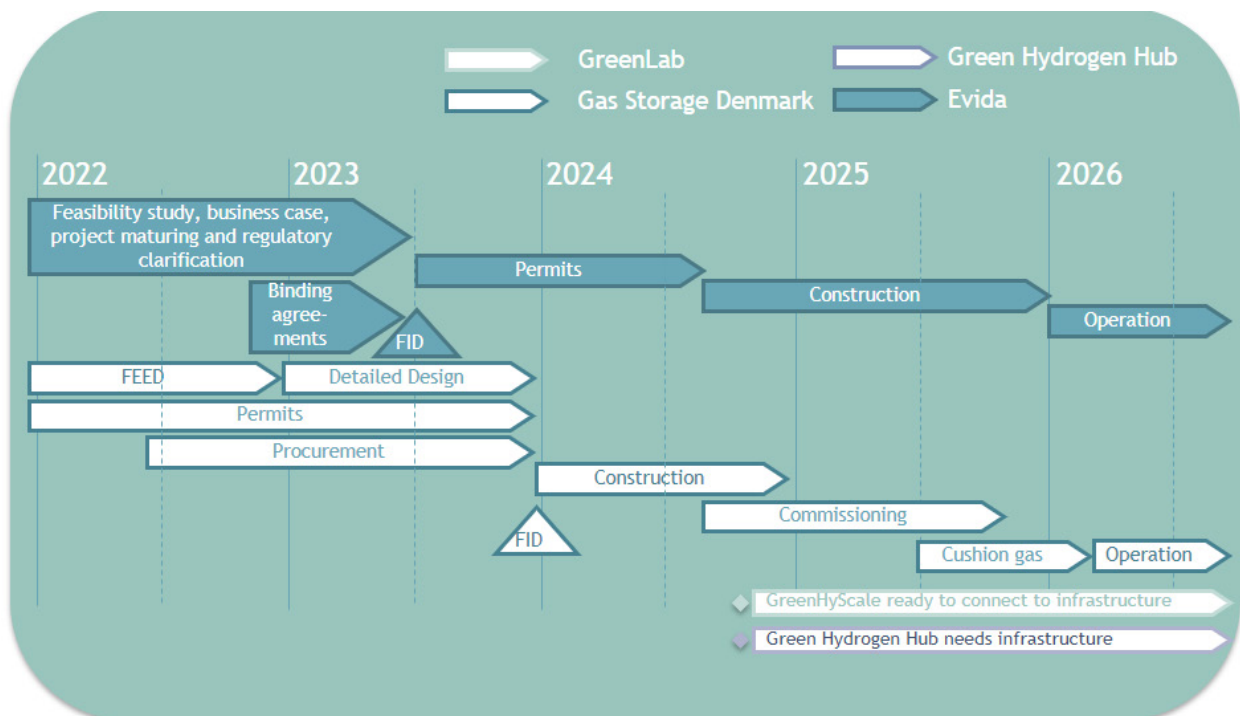 GreenLab
Green Hydrogen Hub
Gas Storage Denmark
Evida
2022
2023
2024
2025
2026
Feasibility study, business case,
project maturing and regulatory
clarification
Permits
Construction
Operation
Binding
agree-
ments
FID
FEED
Detailed Design
Permits
Procurement
Construction
FID
Commissioning
Cushion gas
Operation
GreenHyScale ready to connect to infrastructure
Green Hydrogen Hub needs infrastructure